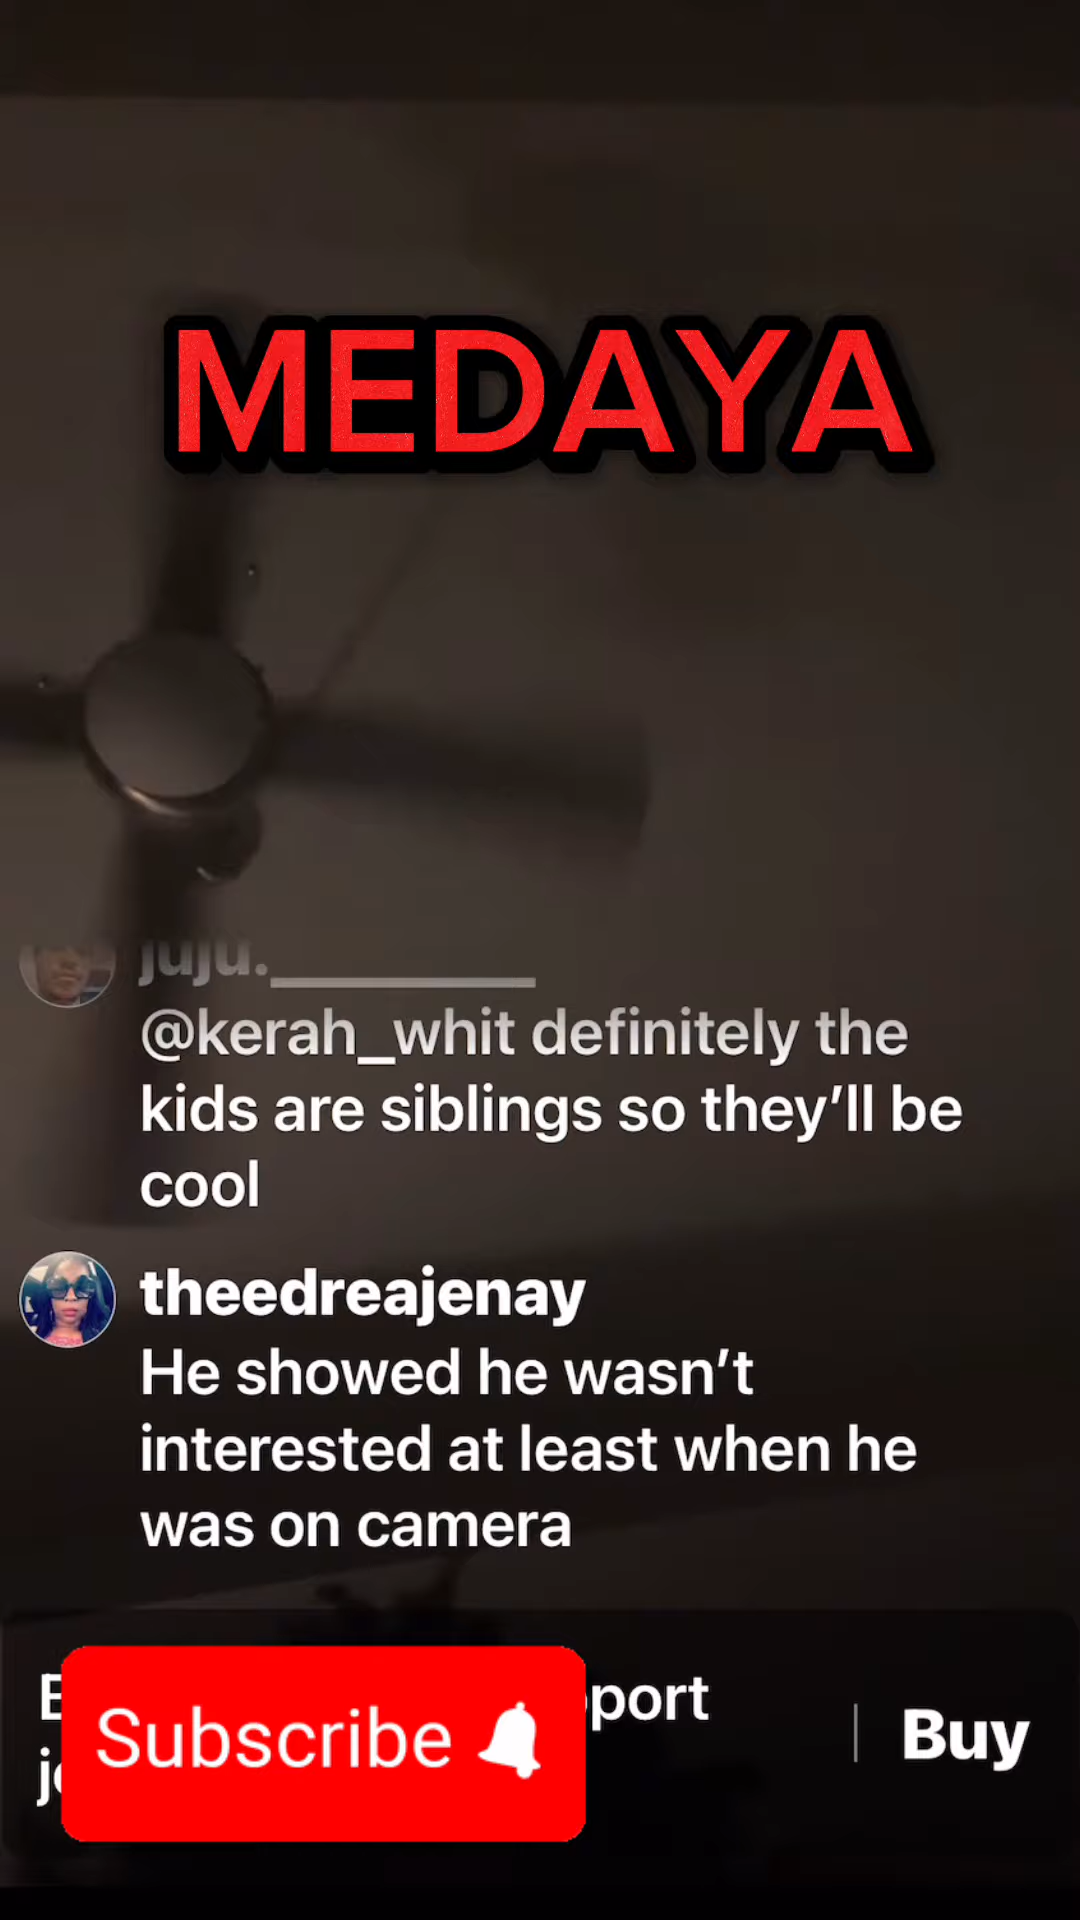 MEDAYA
juju.________
@kerah_whit definitely the
kids are siblings so they’ll be
cool
theedreajenay
He showed he wasn’t
interested at least when he
was on camera
Subscribe
Buy